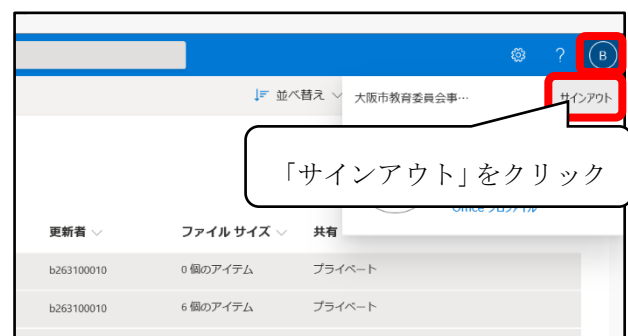 ? B
並べ替え
大阪市教育委員会事…
サインアウト
「サインアウト」をクリック
Office プロファイル
更新者 ファイル サイズ 共有
b263100010 0 個のアイテム プライベート
b263100010 6 個のアイテム プライベート